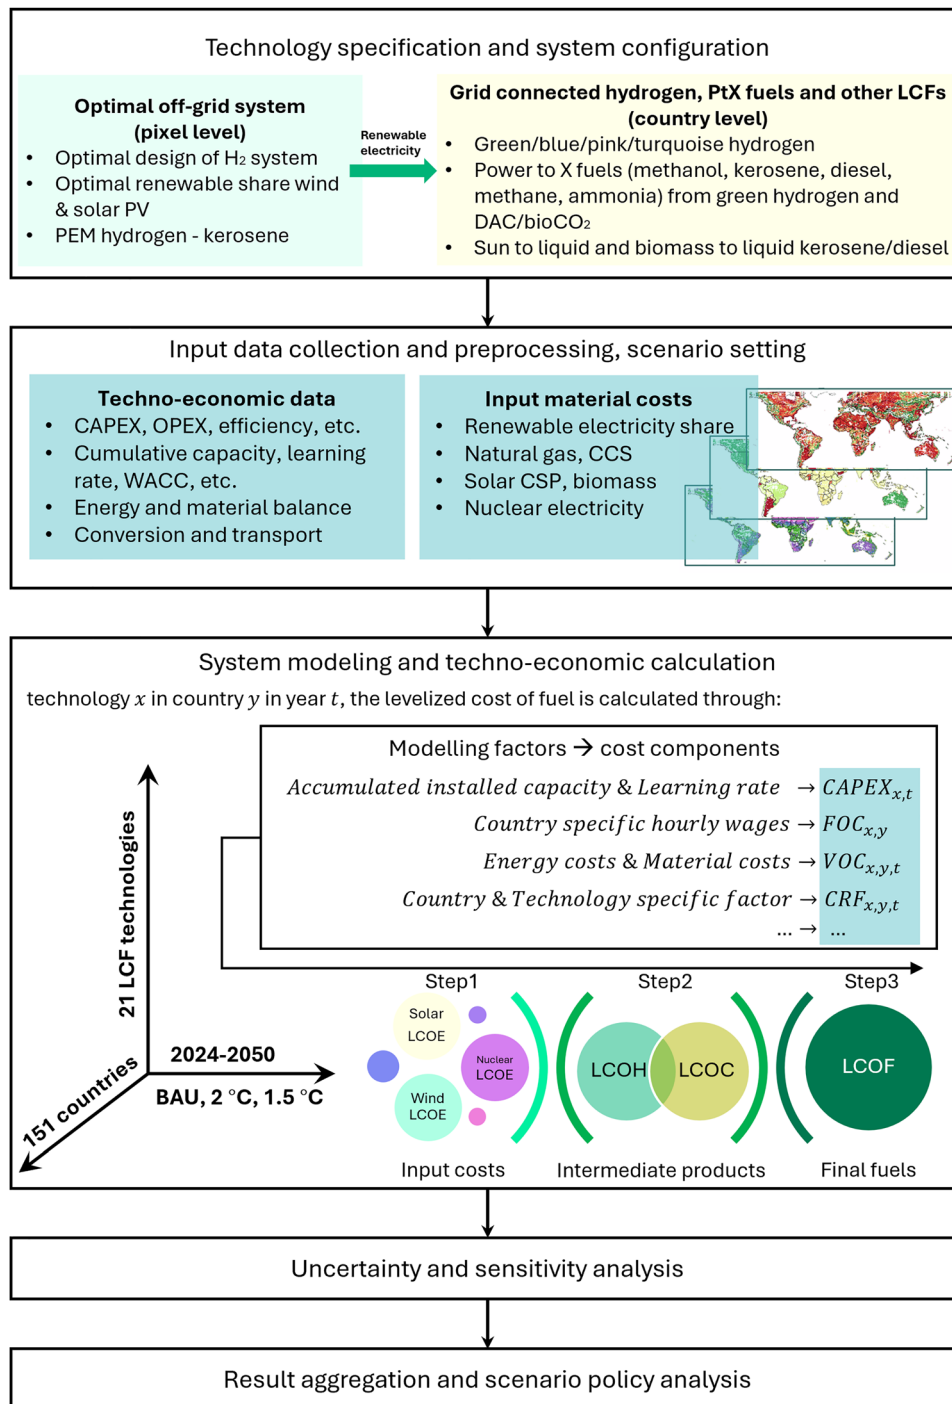 Technology specification and system configuration
Optimal off-grid system
(pixel level)
• Optimal design of H₂ system
• Optimal renewable share wind
& solar PV
• PEM hydrogen - kerosene
Renewable
electricity
Grid connected hydrogen, PtX fuels and other LCFs
(country level)
• Green/blue/pink/turquoise hydrogen
• Power to X fuels (methanol, kerosene, diesel,
methane, ammonia) from green hydrogen and
DAC/bioCO₂
• Sun to liquid and biomass to liquid kerosene/diesel
Input data collection and preprocessing, scenario setting
Techno-economic data
• CAPEX, OPEX, efficiency, etc.
• Cumulative capacity, learning
rate, WACC, etc.
• Energy and material balance
• Conversion and transport
Input material costs
• Renewable electricity share
• Natural gas, CCS
• Solar CSP, biomass
• Nuclear electricity
System modeling and techno-economic calculation
technology x in country y in year t, the levelized cost of fuel is calculated through:
Modelling factors → cost components
Accumulated installed capacity & Learning rate → CAPEXₓ,ₜ
Country specific hourly wages → FOC_{x,y}
Energy costs & Material costs → VOC_{x,y,t}
Country & Technology specific factor → CRF_{x,y,t}
... → ...
21 LCF technologies
151 countries
2024-2050
BAU, 2 °C, 1.5 °C
Step1
Solar
LCOE
Nuclear
LCOE
Wind
LCOE
Input costs
Step2
LCOH
LCOC
Intermediate products
Step3
LCOF
Final fuels
Uncertainty and sensitivity analysis
Result aggregation and scenario policy analysis